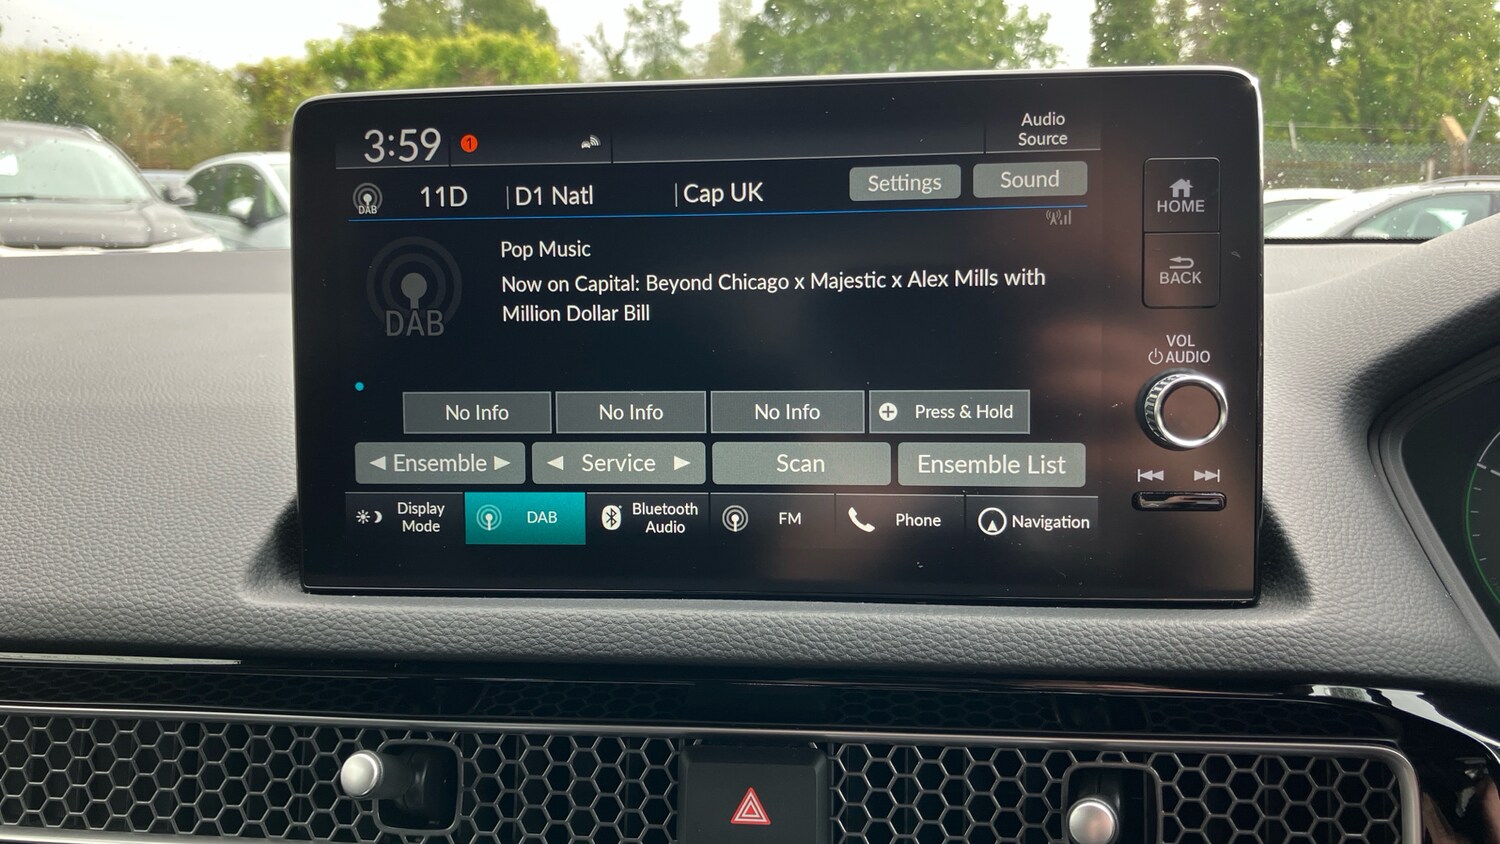 3:59
1
Audio
Source
DAB
11D
D1 Natl
Cap UK
Settings
Sound
HOME
BACK
DAB
Pop Music
Now on Capital: Beyond Chicago x Majestic x Alex Mills with
Million Dollar Bill
VOL
AUDIO
No Info
No Info
No Info
Press & Hold
Ensemble
Service
Scan
Ensemble List
Display
Mode
DAB
Bluetooth
Audio
FM
Phone
Navigation